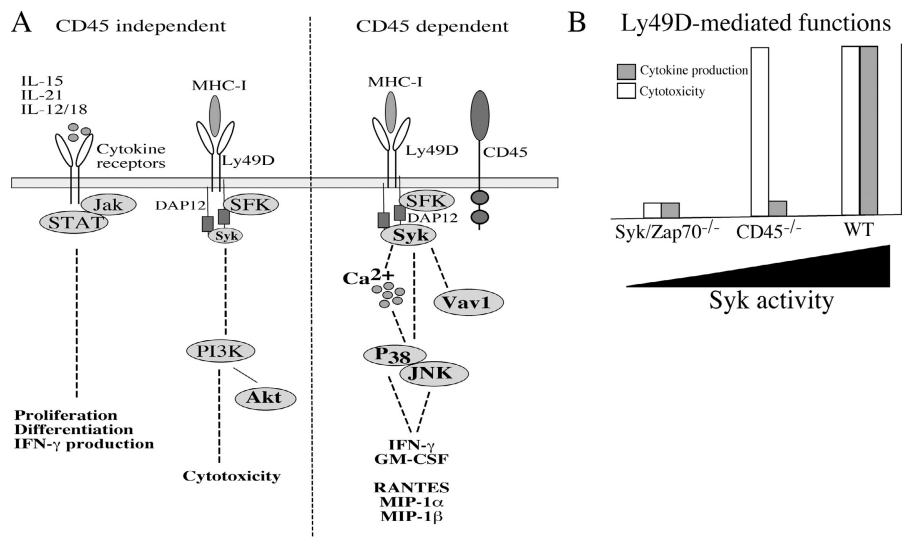 A
CD45 independent
CD45 dependent
IL-15
IL-21
IL-12/18
MHC-I
Cytokine
receptors
Ly49D
DAP12
SFK
Jak
STAT
Syk
PI3K
Akt
Proliferation
Differentiation
IFN-γ production
Cytotoxicity
MHC-I
Ly49D
CD45
SFK
DAP12
Syk
Ca2+
Vav1
P38
JNK
IFN-γ
GM-CSF
RANTES
MIP-1α
MIP-1β
B
Ly49D-mediated functions
Cytokine production
Cytotoxicity
Syk/Zap70-/-
CD45-/-
WT
Syk activity